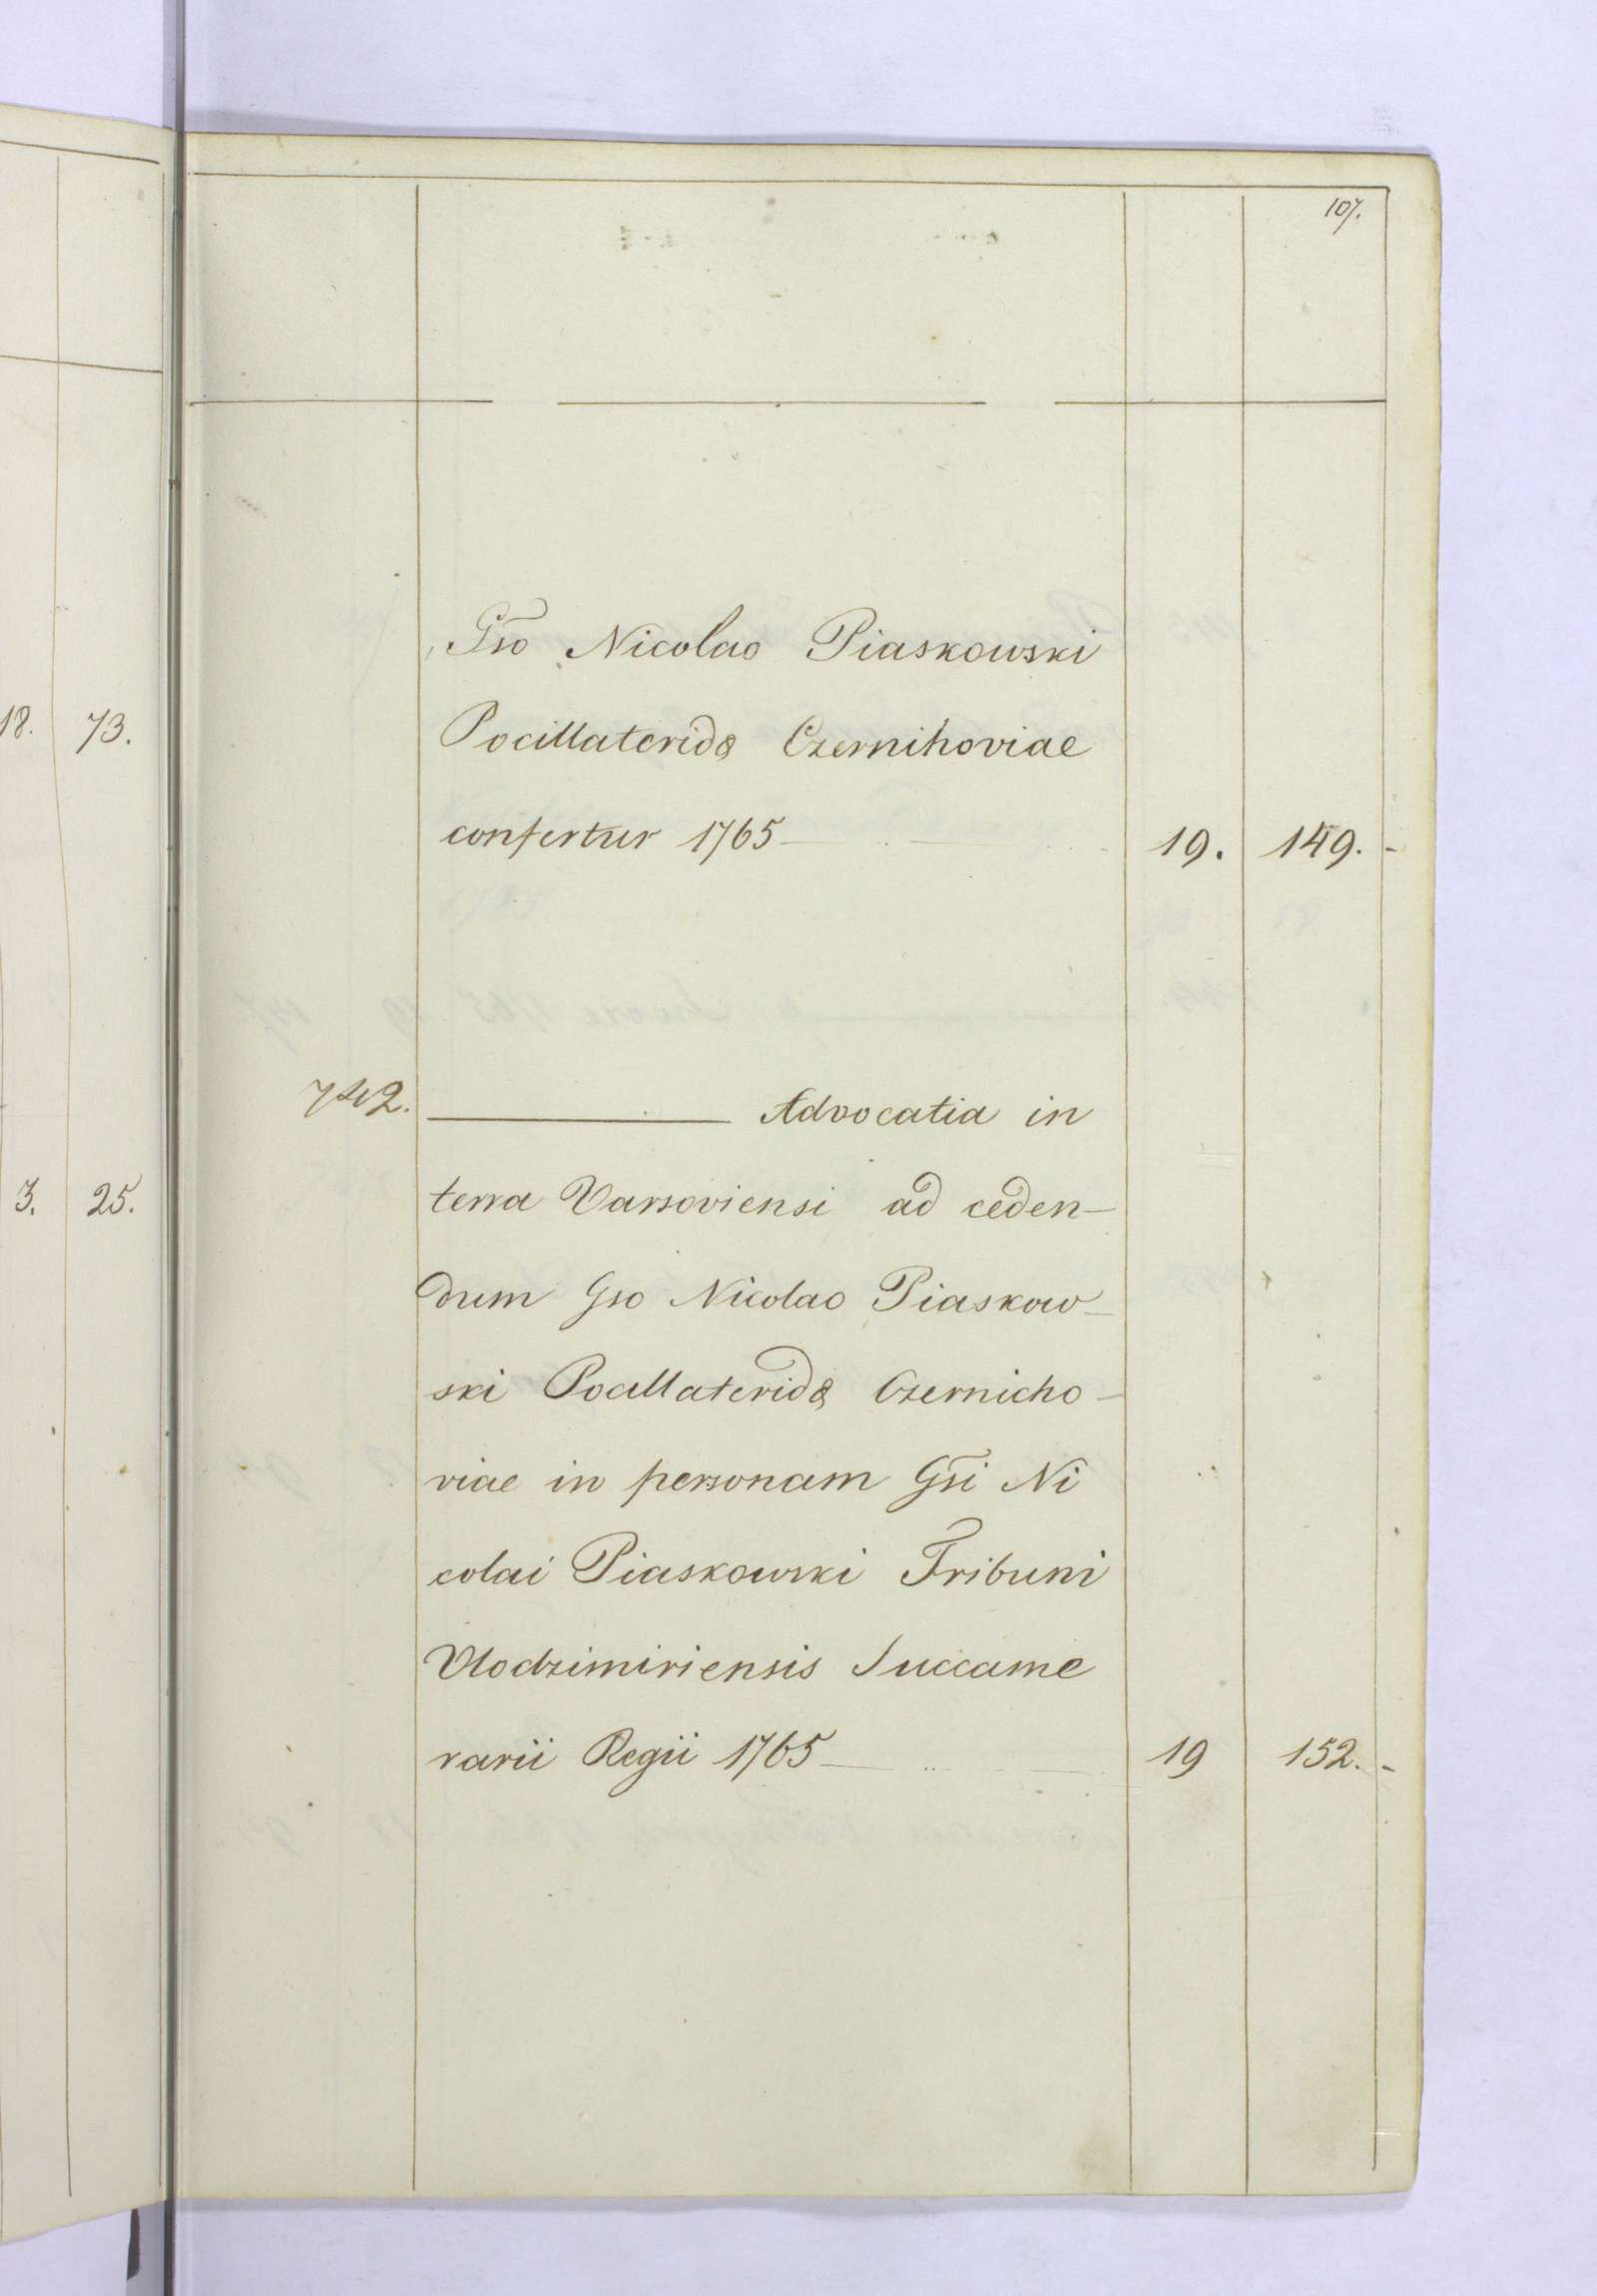 107.
Gso Nicolao Piaskowski
Pocillaterids Czernihoviae
confertur 1765 19. 149.
18. 73.
742. Advocatia in
terra Varsoviensi ad ceden-
3. 25.
dum Gso Nicolao Piaskow-
ski Pocillaterids Czernicho-
viae in personam Gsi Ni
colai Piaskowski Tribuni
Vlodzimiriensis Succame
rarii Regii 1765 19 152.